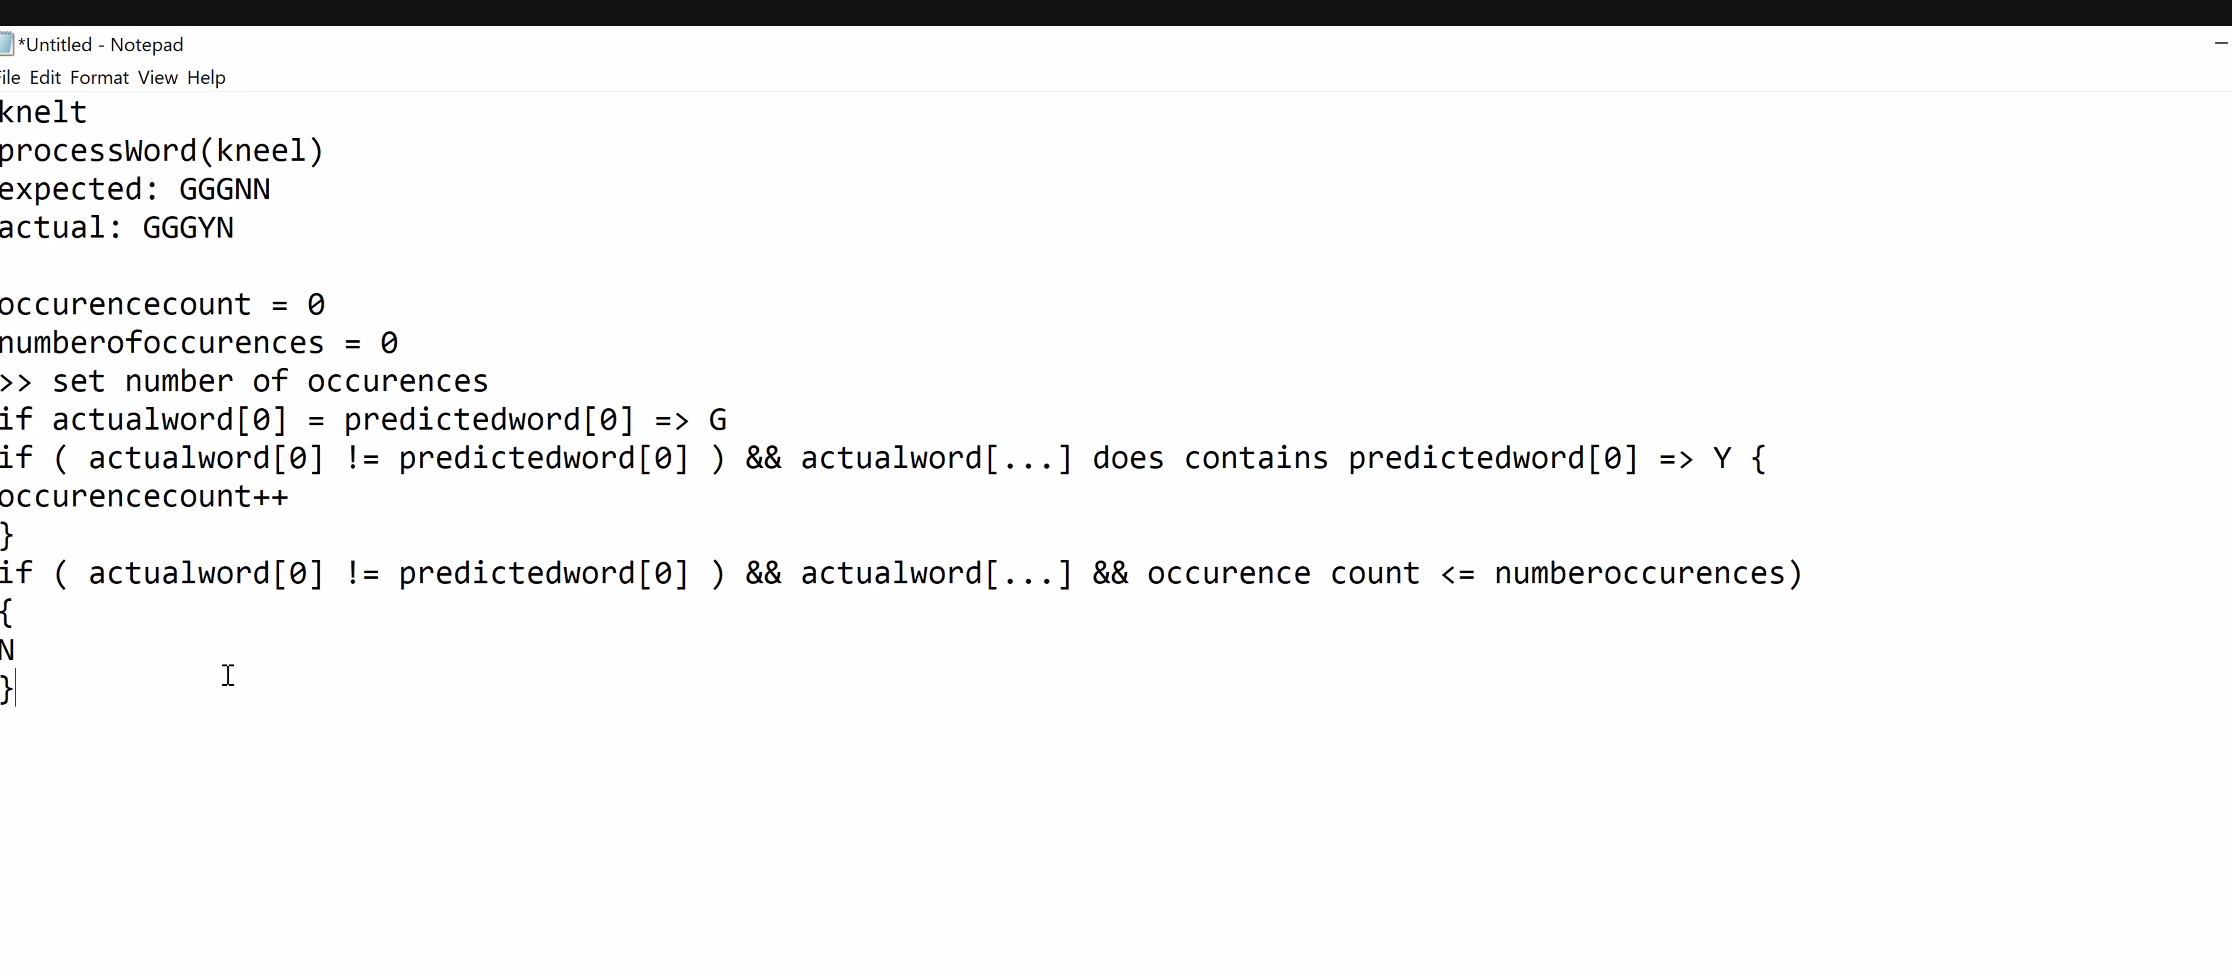 *Untitled - Notepad
File Edit Format View Help
knelt
processWord(kneel)
expected: GGGNN
actual: GGGYN
occurencecount = 0
numberofoccurences = 0
>> set number of occurences
if actualword[0] = predictedword[0] => G
if ( actualword[0] != predictedword[0] ) && actualword[...] does contains predictedword[0] => Y {
occurencecount++
}
if ( actualword[0] != predictedword[0] ) && actualword[...] && occurence count <= numberoccurences)
{
N
}